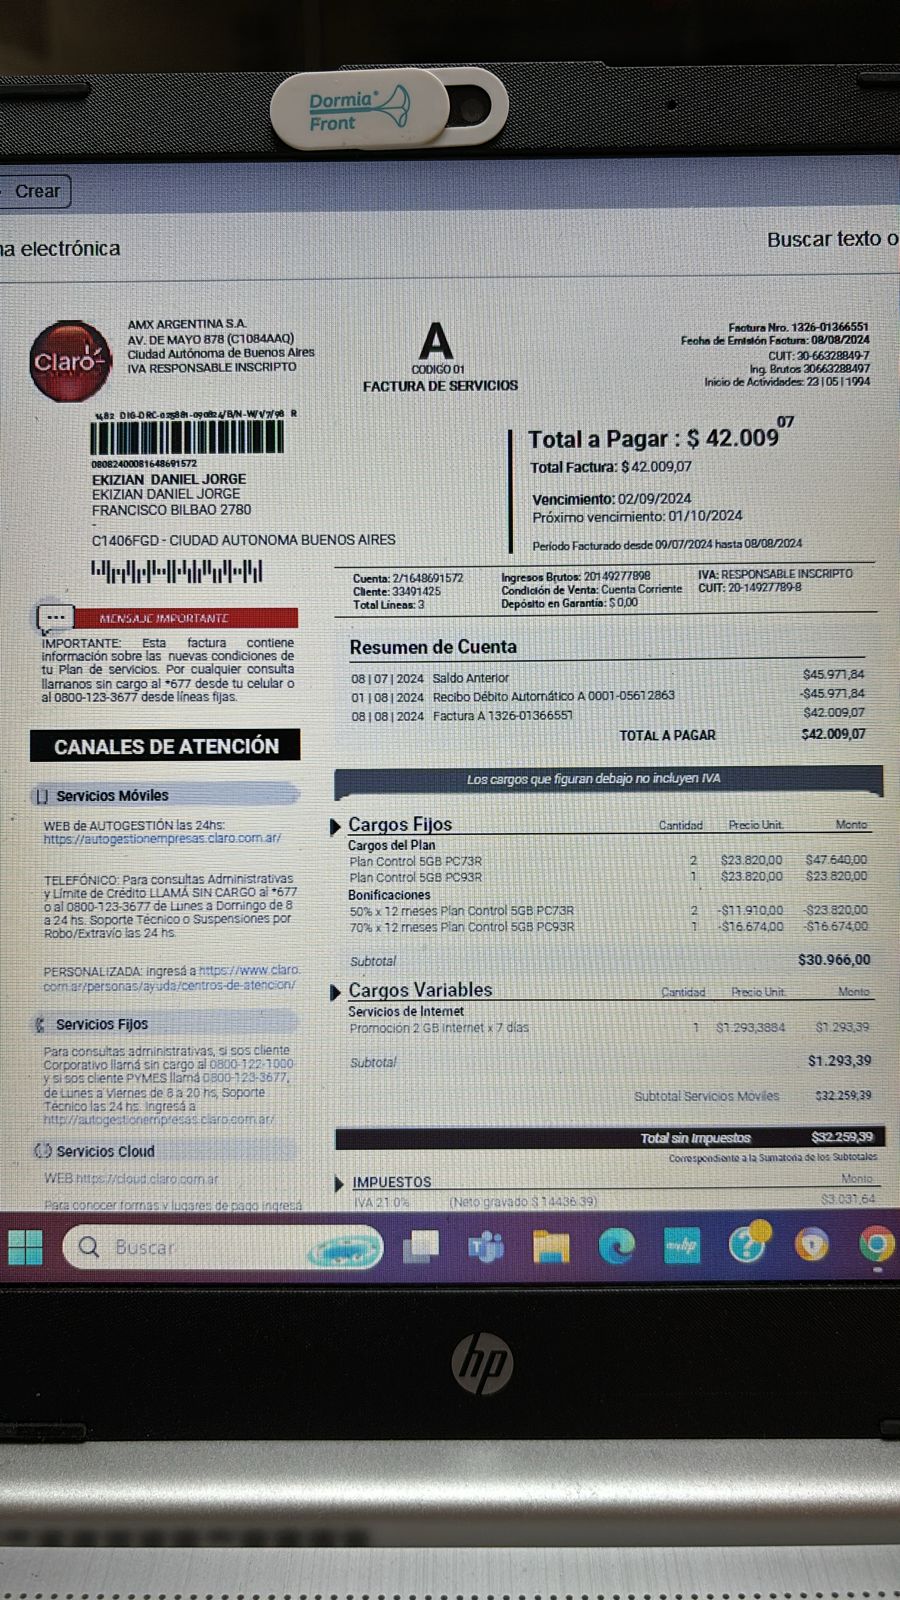 Dormia®
Front
Crear
na electrónica
Buscar texto o
Claro
AMX ARGENTINA S.A.
AV. DE MAYO 878 (C1084AAQ)
Ciudad Autónoma de Buenos Aires
IVA RESPONSABLE INSCRIPTO
A
CODIGO 01
FACTURA DE SERVICIOS
Factura Nro. 1326-01366551
Fecha de Emisión Factura: 08/08/2024
CUIT: 30-66328849-7
Ing. Brutos 30663288497
Inicio de Actividades: 23|05|1994
08082400081648691572
EKIZIAN DANIEL JORGE
EKIZIAN DANIEL JORGE
FRANCISCO BILBAO 2780
-
C1406FGD - CIUDAD AUTONOMA BUENOS AIRES
Total a Pagar : $ 42.009 07
Total Factura: $ 42.009,07
Vencimiento: 02/09/2024
Próximo vencimiento: 01/10/2024
Período Facturado desde 09/07/2024 hasta 08/08/2024
Cuenta: 2/1648691572 Ingresos Brutos: 20149277898 IVA: RESPONSABLE INSCRIPTO
Cliente: 33491425 Condición de Venta: Cuenta Corriente CUIT: 20-14927789-8
Total Líneas: 3 Depósito en Garantía: $ 0,00
MENSAJE IMPORTANTE
IMPORTANTE: Esta factura contiene
información sobre las nuevas condiciones de
tu Plan de servicios. Por cualquier consulta
llamanos sin cargo al *677 desde tu celular o
al 0800-123-3677 desde líneas fijas.
CANALES DE ATENCIÓN
Servicios Móviles
WEB de AUTOGESTIÓN las 24hs:
https://autogestionempresas.claro.com.ar/
TELEFÓNICO: Para consultas Administrativas
y Límite de Crédito LLAMÁ SIN CARGO al *677
o al 0800-123-3677 de Lunes a Domingo de 8
a 24 hs. Soporte Técnico o Suspensiones por
Robo/Extravío las 24 hs.
PERSONALIZADA: ingresá a https://www.claro.
com.ar/personas/ayuda/centros-de-atencion/
Servicios Fijos
Para consultas administrativas, si sos cliente
Corporativo llamá sin cargo al 0800-122-1000
y si sos cliente PYMES llamá 0800-123-3677,
de Lunes a Viernes de 8 a 20 hs, Soporte
Técnico las 24 hs. Ingresá a
http://autogestionempresas.claro.com.ar/
Servicios Cloud
WEB https://cloud.claro.com.ar
Para conocer formas y lugares de pago ingresá
Resumen de Cuenta
08|07|2024 Saldo Anterior $45.971,84
01|08|2024 Recibo Débito Automático A 0001-05612863 -$45.971,84
08|08|2024 Factura A 1326-01366551 $42.009,07
TOTAL A PAGAR $42.009,07
Los cargos que figuran debajo no incluyen IVA
Cargos Fijos Cantidad Precio Unit. Monto
Cargos del Plan
Plan Control 5GB PC73R 2 $23.820,00 $47.640,00
Plan Control 5GB PC93R 1 $23.820,00 $23.820,00
Bonificaciones
50% x 12 meses Plan Control 5GB PC73R 2 -$11.910,00 -$23.820,00
70% x 12 meses Plan Control 5GB PC93R 1 -$16.674,00 -$16.674,00
Subtotal $30.966,00
Cargos Variables Cantidad Precio Unit. Monto
Servicios de Internet
Promoción 2 GB Internet x 7 días 1 $1.293,3884 $1.293,39
Subtotal $1.293,39
Subtotal Servicios Móviles $32.259,39
Total sin Impuestos $32.259,39
Correspondiente a la Sumatoria de los Subtotales
IMPUESTOS Monto
IVA 21.0% (Neto gravado $ 14436.39) $3.031,64
Buscar
myhp
hp